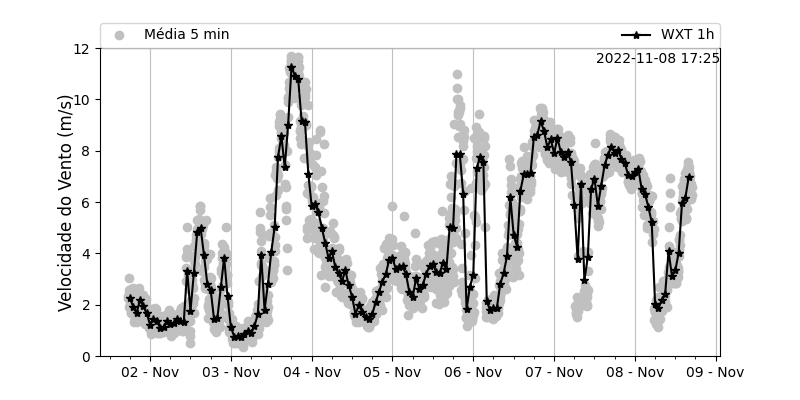 Média 5 min
WXT 1h
2022-11-08 17:25
Velocidade do Vento (m/s)
12
10
8
6
4
2
0
02 - Nov
03 - Nov
04 - Nov
05 - Nov
06 - Nov
07 - Nov
08 - Nov
09 - Nov